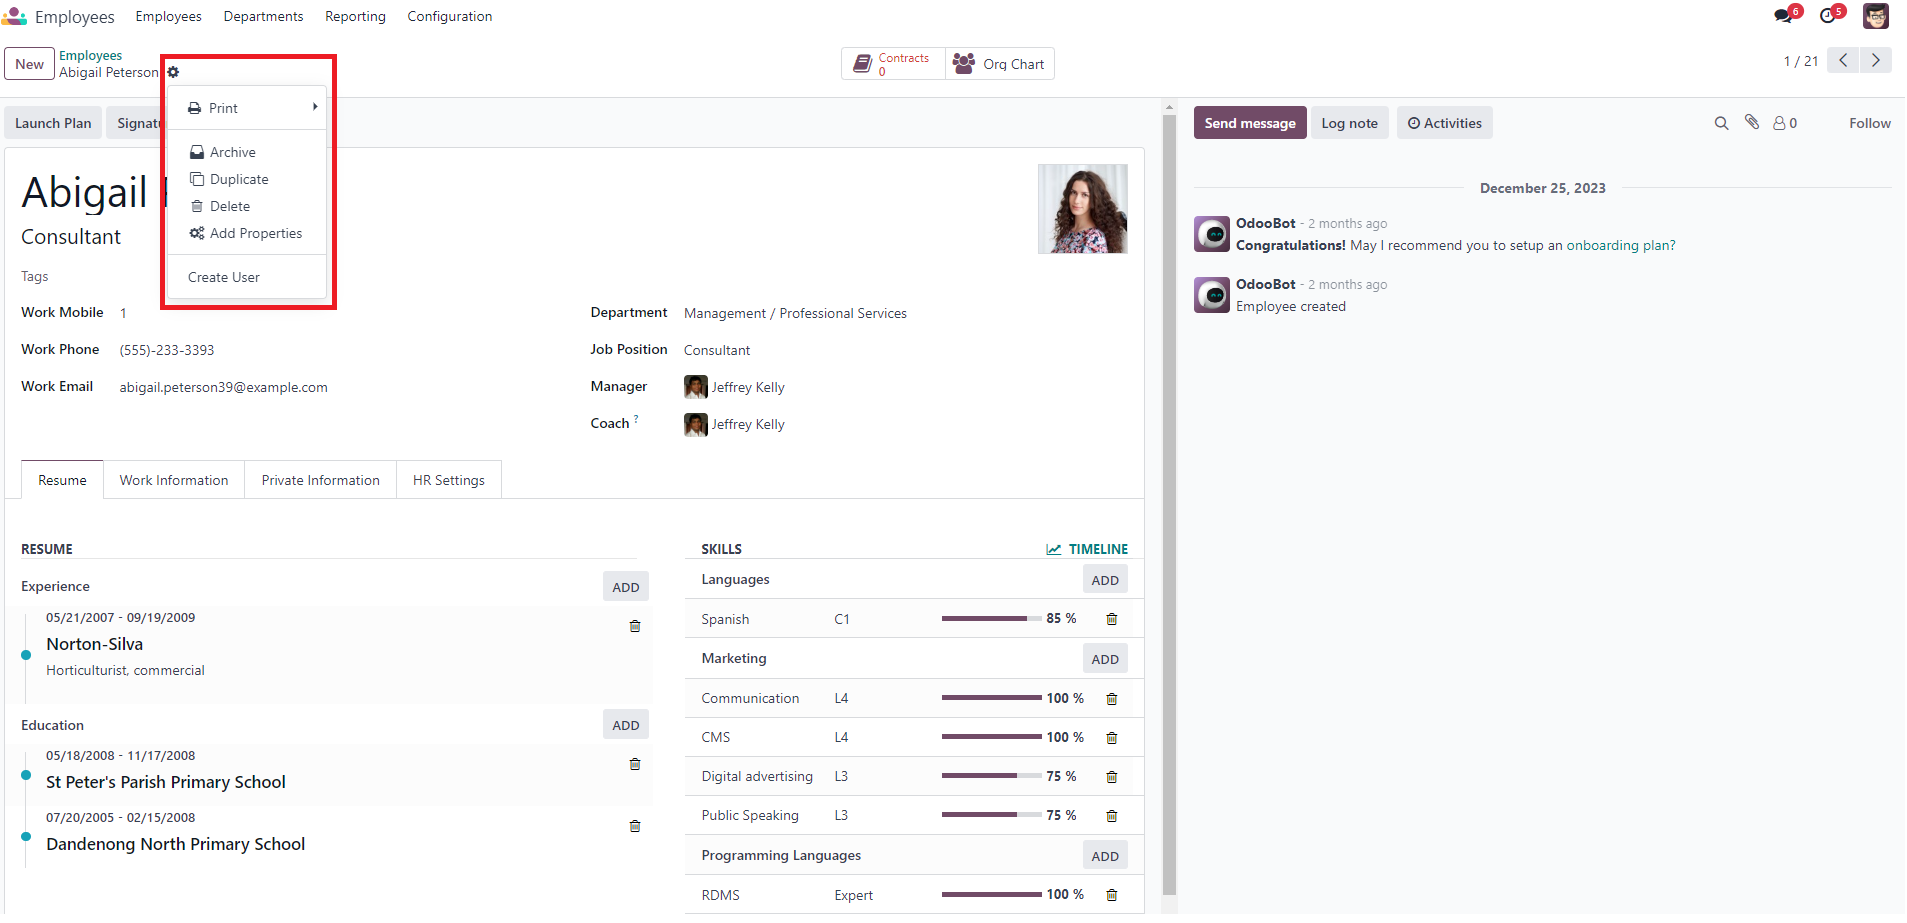 Employees Employees Departments Reporting Configuration 6 5
New Employees Contracts 0 Org Chart 1 / 21
Abigail Peterson
Print
Archive
Duplicate
Delete
Add Properties
Create User
Launch Plan
Send message Log note Activities 0 Follow
Abigail
Consultant
Tags
Work Mobile 1
Work Phone (555)-233-3393
Work Email abigail.peterson39@example.com
Department Management / Professional Services
Job Position Consultant
Manager Jeffrey Kelly
Coach ? Jeffrey Kelly
Resume Work Information Private Information HR Settings
RESUME
Experience ADD
05/21/2007 - 09/19/2009
Norton-Silva
Horticulturist, commercial
Education ADD
05/18/2008 - 11/17/2008
St Peter's Parish Primary School
07/20/2005 - 02/15/2008
Dandenong North Primary School
SKILLS TIMELINE
Languages ADD
Spanish C1 85 %
Marketing ADD
Communication L4 100 %
CMS L4 100 %
Digital advertising L3 75 %
Public Speaking L3 75 %
Programming Languages ADD
RDMS Expert 100 %
December 25, 2023
OdooBot - 2 months ago
Congratulations! May I recommend you to setup an onboarding plan?
OdooBot - 2 months ago
Employee created